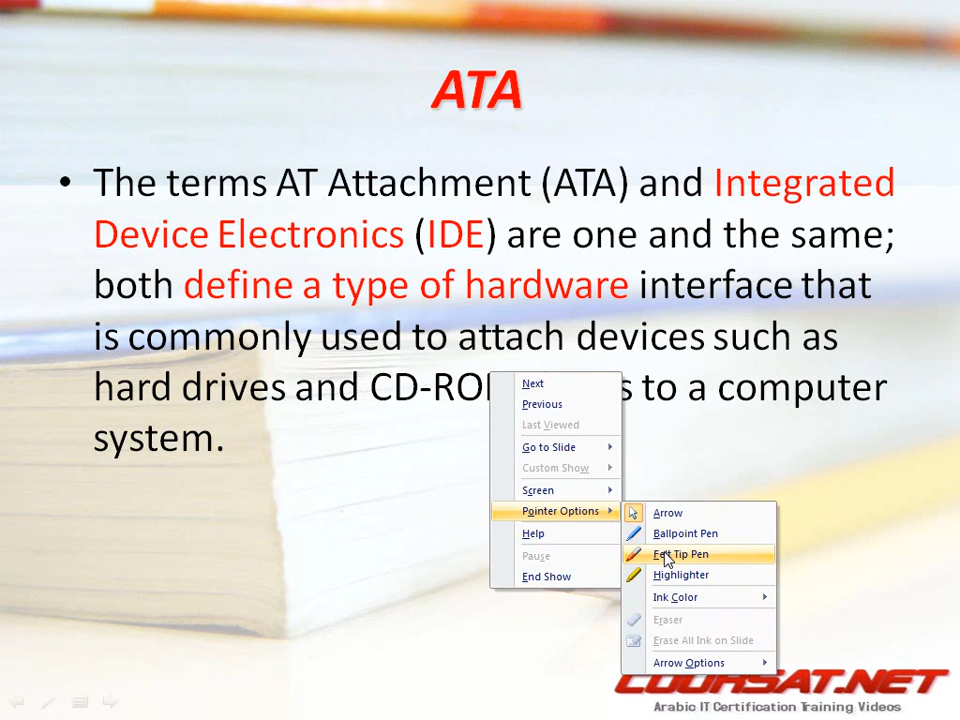 ATA
• The terms AT Attachment (ATA) and Integrated
Device Electronics (IDE) are one and the same;
both define a type of hardware interface that
is commonly used to attach devices such as
hard drives and CD-RO s to a computer
system.
Next
Previous
Last Viewed
Go to Slide
Custom Show
Screen
Pointer Options
Help
Pause
End Show
Arrow
Ballpoint Pen
Felt Tip Pen
Highlighter
Ink Color
Eraser
Erase All Ink on Slide
Arrow Options
COURSAT.NET
Arabic IT Certification Training Videos